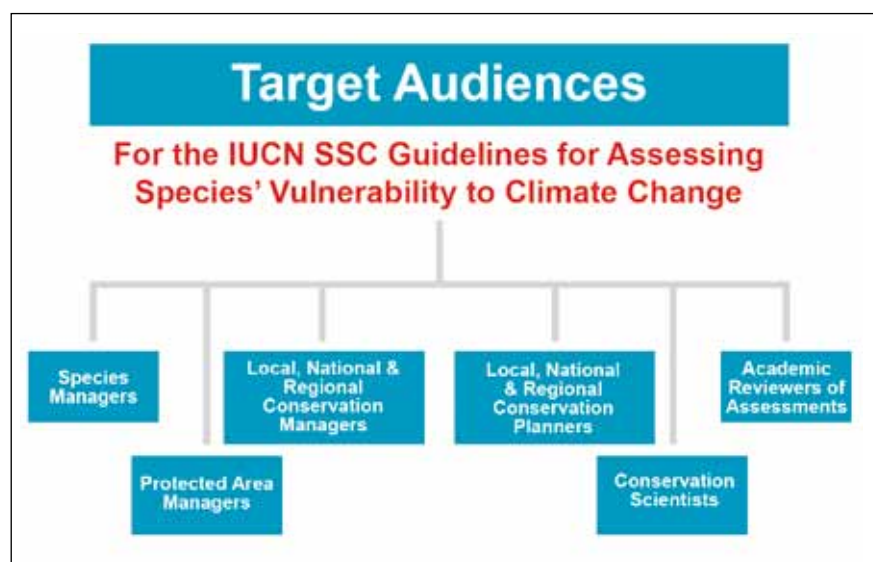 Target Audiences
For the IUCN SSC Guidelines for Assessing
Species’ Vulnerability to Climate Change
Species
Managers
Protected Area
Managers
Local, National &
Regional
Conservation
Managers
Local, National
& Regional
Conservation
Planners
Conservation
Scientists
Academic
Reviewers of
Assessments